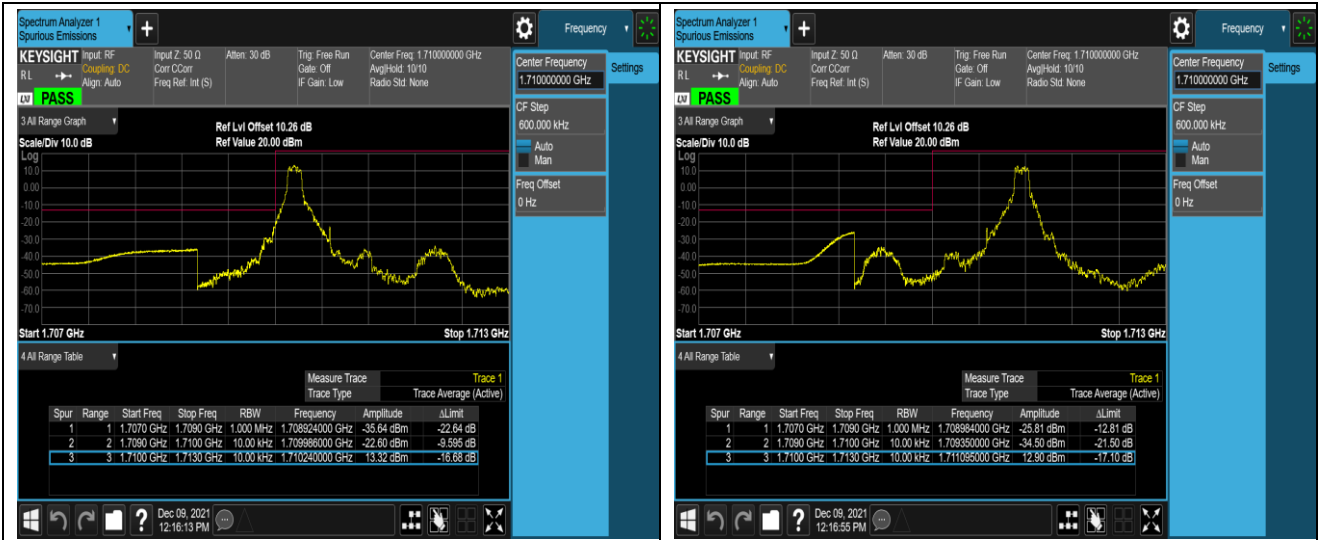 Spectrum Analyzer 1
Spurious Emissions
+
Frequency
KEYSIGHT Input: RF Input Z: 50 Ω Atten: 30 dB Trig: Free Run Center Freq: 1.710000000 GHz
RL Coupling: DC Corr CCorr Gate: Off Avg|Hold: 10/10
Align: Auto Freq Ref: Int (S) IF Gain: Low Radio Std: None
LXI PASS
Center Frequency
1.710000000 GHz
Settings
CF Step
600.000 kHz
Auto
Man
Freq Offset
0 Hz
3 All Range Graph
Ref Lvl Offset 10.26 dB
Scale/Div 10.0 dB Ref Value 20.00 dBm
Log
10.0
0.00
-10.0
-20.0
-30.0
-40.0
-50.0
-60.0
-70.0
Start 1.707 GHz Stop 1.713 GHz
4 All Range Table
Measure Trace Trace 1
Trace Type Trace Average (Active)
Spur Range Start Freq Stop Freq RBW Frequency Amplitude ΔLimit
1 1 1.7070 GHz 1.7090 GHz 1.000 MHz 1.708924000 GHz -35.64 dBm -22.64 dB
2 2 1.7090 GHz 1.7100 GHz 10.00 kHz 1.709986000 GHz -22.60 dBm -9.595 dB
3 3 1.7100 GHz 1.7130 GHz 10.00 kHz 1.710240000 GHz 13.32 dBm -16.68 dB
?
Dec 09, 2021
12:16:13 PM
Spectrum Analyzer 1
Spurious Emissions
+
Frequency
KEYSIGHT Input: RF Input Z: 50 Ω Atten: 30 dB Trig: Free Run Center Freq: 1.710000000 GHz
RL Coupling: DC Corr CCorr Gate: Off Avg|Hold: 10/10
Align: Auto Freq Ref: Int (S) IF Gain: Low Radio Std: None
LXI PASS
Center Frequency
1.710000000 GHz
Settings
CF Step
600.000 kHz
Auto
Man
Freq Offset
0 Hz
3 All Range Graph
Ref Lvl Offset 10.26 dB
Scale/Div 10.0 dB Ref Value 20.00 dBm
Log
10.0
0.00
-10.0
-20.0
-30.0
-40.0
-50.0
-60.0
-70.0
Start 1.707 GHz Stop 1.713 GHz
4 All Range Table
Measure Trace Trace 1
Trace Type Trace Average (Active)
Spur Range Start Freq Stop Freq RBW Frequency Amplitude ΔLimit
1 1 1.7070 GHz 1.7090 GHz 1.000 MHz 1.708984000 GHz -25.81 dBm -12.81 dB
2 2 1.7090 GHz 1.7100 GHz 10.00 kHz 1.709350000 GHz -34.50 dBm -21.50 dB
3 3 1.7100 GHz 1.7130 GHz 10.00 kHz 1.711095000 GHz 12.90 dBm -17.10 dB
?
Dec 09, 2021
12:16:55 PM